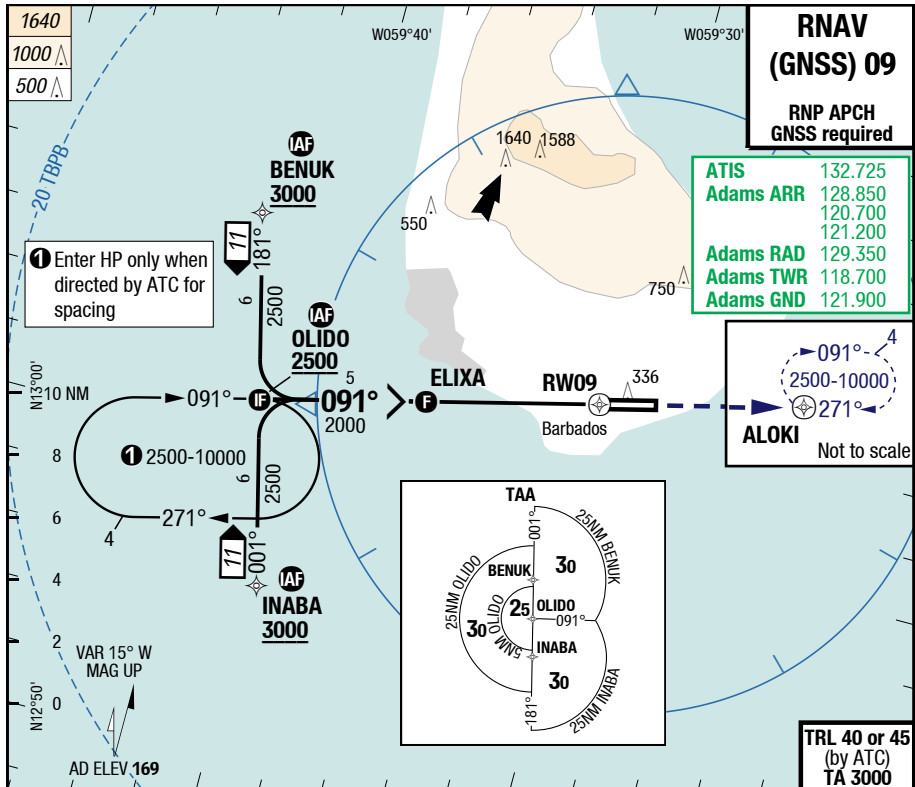 1640
1000
500
W059°40'
W059°30'
RNAV
(GNSS) 09
RNP APCH
GNSS required
ATIS 132.725
Adams ARR 128.850
120.700
121.200
Adams RAD 129.350
Adams TWR 118.700
Adams GND 121.900
20 TBPB
1640
1588
550
750
IAF
BENUK
3000
11
181°
6
2500
1 Enter HP only when
directed by ATC for
spacing
IAF
OLIDO
2500
N13°00'
10 NM
091°
IF
5
091°
2000
ELIXA
F
RW09
336
Barbados
091°
4
2500-10000
271°
ALOKI
Not to scale
8
1 2500-10000
6
2500
6
271°
4
11
001°
4
IAF
INABA
3000
2
N12°50'
0
VAR 15° W
MAG UP
AD ELEV 169
TAA
001°
25NM BENUK
BENUK
30
25NM OLIDO
25
OLIDO
091°
30
5NM OLIDO
INABA
30
181°
25NM INABA
TRL 40 or 45
(by ATC)
TA 3000